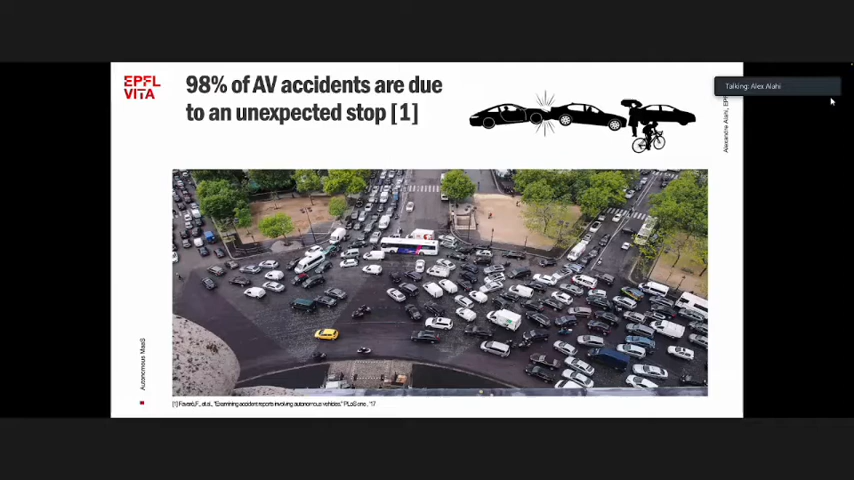 EPFL
VITA
98% of AV accidents are due
to an unexpected stop [1]
Talking: Alex Alahi
Alexandre Alahi, EP
Autonomous MaaS
[1] Favarò, F., et al., "Examining accident reports involving autonomous vehicles." PLoS one, '17